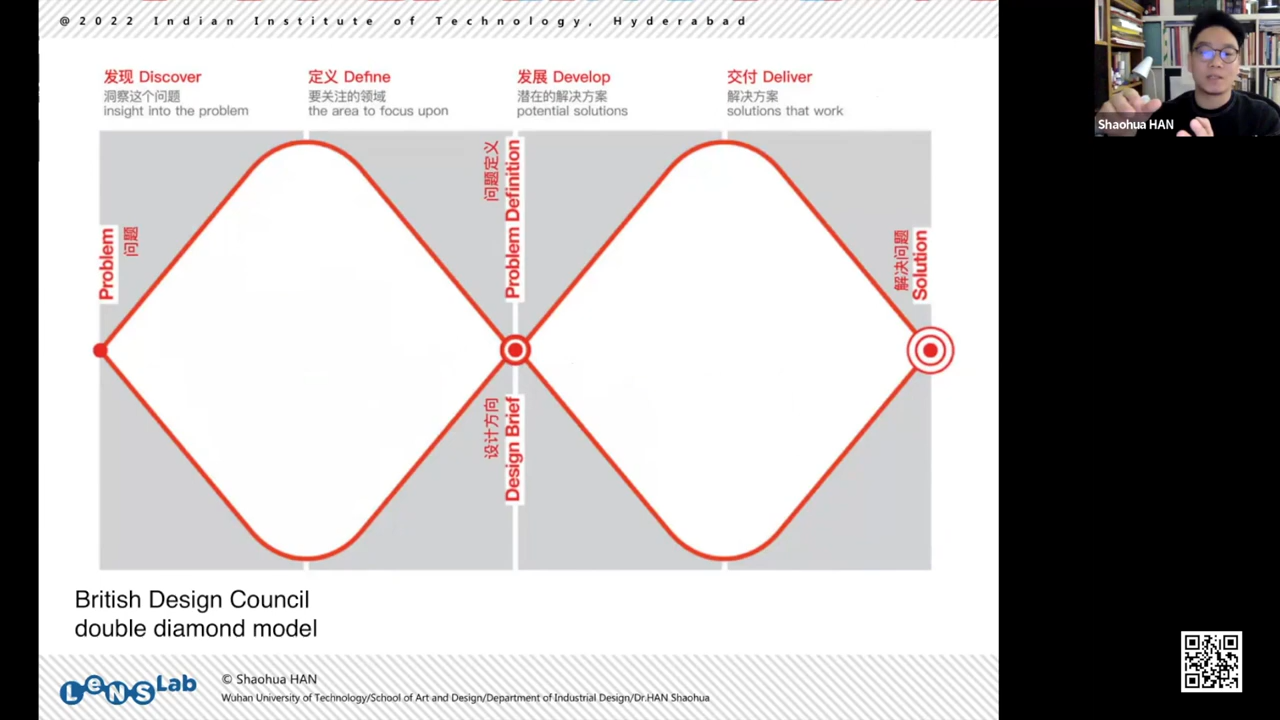 @ 2022 Indian Institute of Technology, Hyderabad
发现 Discover
洞察这个问题
insight into the problem
定义 Define
要关注的领域
the area to focus upon
发展 Develop
潜在的解决方案
potential solutions
交付 Deliver
解决方案
solutions that work
Problem
问题
问题定义
Problem Definition
设计方向
Design Brief
解决问题
Solution
British Design Council
double diamond model
LeNS Lab
© Shaohua HAN
Wuhan University of Technology/School of Art and Design/Department of Industrial Design/Dr.HAN Shaohua
Shaohua HAN